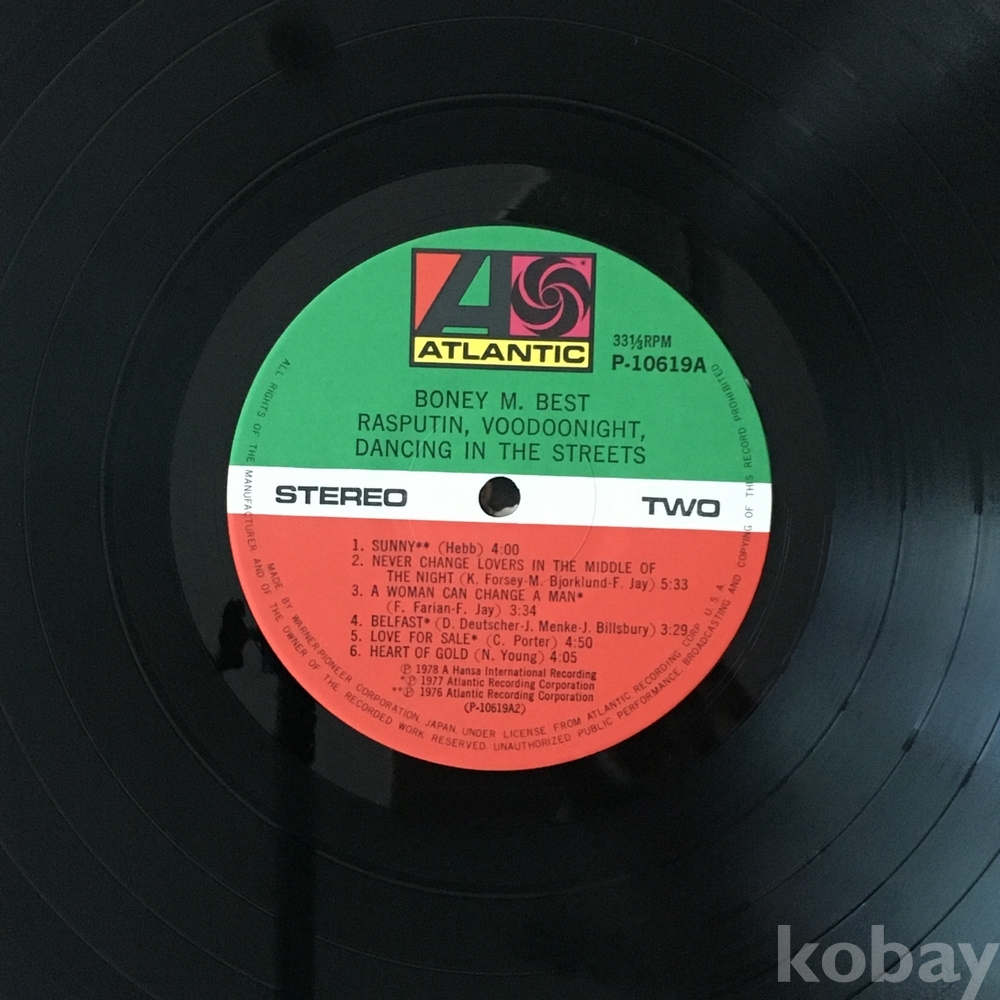 ATLANTIC
33⅓RPM
P-10619A
BONEY M. BEST
RASPUTIN, VOODOONIGHT,
DANCING IN THE STREETS
STEREO
TWO
1. SUNNY** (Hebb) 4:00
2. NEVER CHANGE LOVERS IN THE MIDDLE OF
THE NIGHT (K. Forsey-M. Bjorklund-F. Jay) 5:33
3. A WOMAN CAN CHANGE A MAN*
(F. Farian-F. Jay) 3:34
4. BELFAST* (D. Deutscher-J. Menke-J. Billsbury) 3:29
5. LOVE FOR SALE* (C. Porter) 4:50
6. HEART OF GOLD (N. Young) 4:05
Ⓟ 1978 A Hansa International Recording
*Ⓟ 1977 Atlantic Recording Corporation
**Ⓟ 1976 Atlantic Recording Corporation
(P-10619A2)
MADE BY WARNER-PIONEER CORPORATION, JAPAN, UNDER LICENSE FROM ATLANTIC RECORDING CORP. U.S.A.
ALL RIGHTS OF THE MANUFACTURER AND OF THE OWNER OF THE RECORDED WORK RESERVED. UNAUTHORIZED PUBLIC PERFORMANCE, BROADCASTING AND COPYING OF THIS RECORD PROHIBITED
kobay